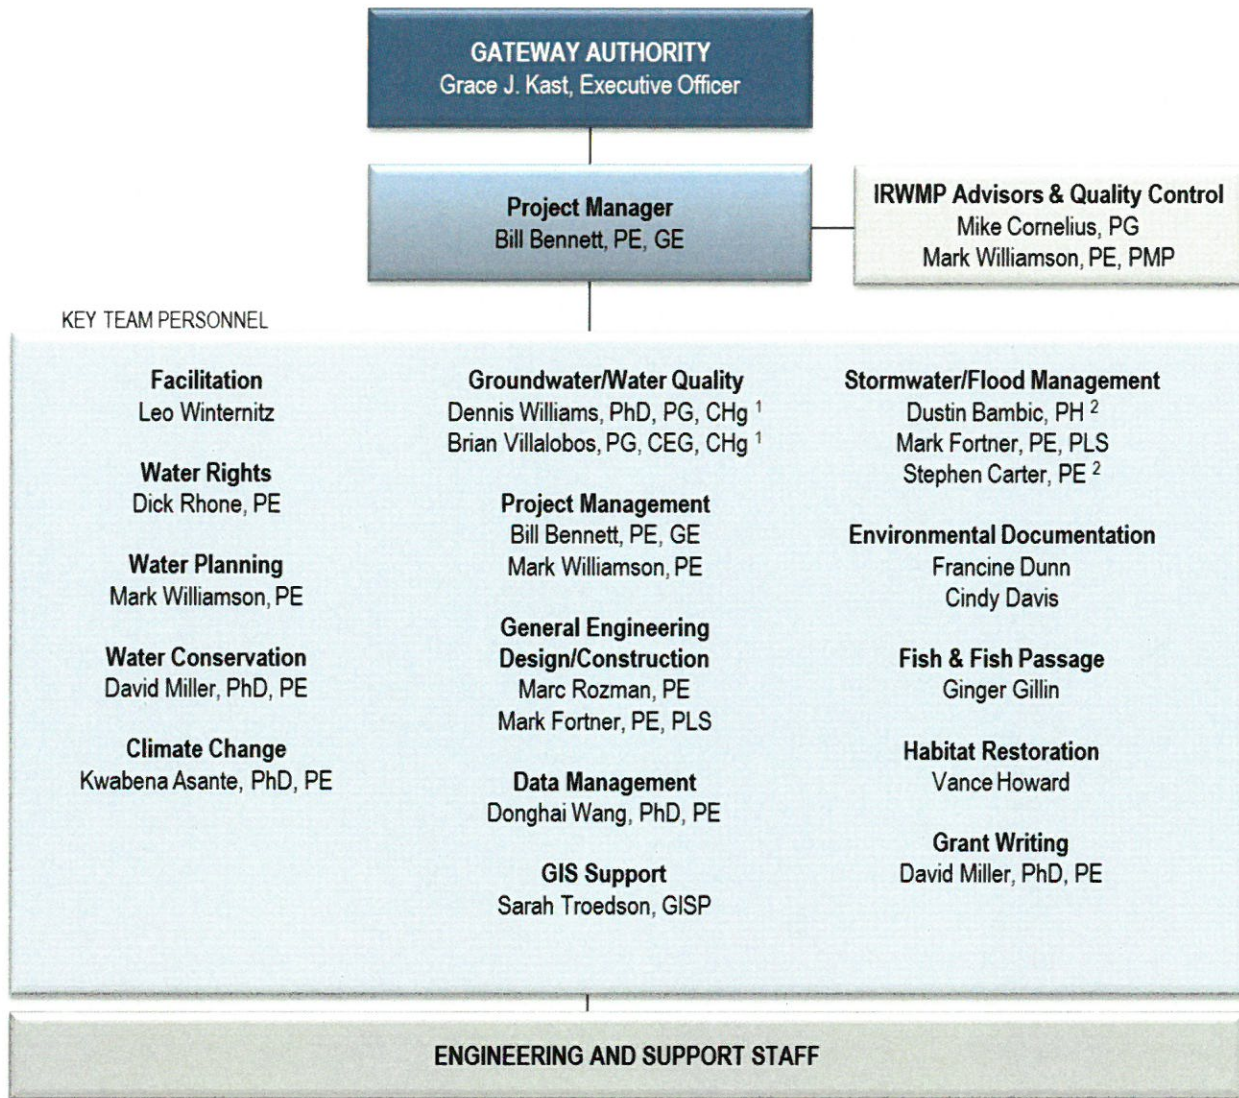 GATEWAY AUTHORITY
Grace J. Kast, Executive Officer
Project Manager
Bill Bennett, PE, GE
IRWMP Advisors & Quality Control
Mike Cornelius, PG
Mark Williamson, PE, PMP
KEY TEAM PERSONNEL
Facilitation
Leo Winternitz
Water Rights
Dick Rhone, PE
Water Planning
Mark Williamson, PE
Water Conservation
David Miller, PhD, PE
Climate Change
Kwabena Asante, PhD, PE
Groundwater/Water Quality
Dennis Williams, PhD, PG, CHg 1
Brian Villalobos, PG, CEG, CHg 1
Project Management
Bill Bennett, PE, GE
Mark Williamson, PE
General Engineering
Design/Construction
Marc Rozman, PE
Mark Fortner, PE, PLS
Data Management
Donghai Wang, PhD, PE
GIS Support
Sarah Troedson, GISP
Stormwater/Flood Management
Dustin Bambic, PH 2
Mark Fortner, PE, PLS
Stephen Carter, PE 2
Environmental Documentation
Francine Dunn
Cindy Davis
Fish & Fish Passage
Ginger Gillin
Habitat Restoration
Vance Howard
Grant Writing
David Miller, PhD, PE
ENGINEERING AND SUPPORT STAFF